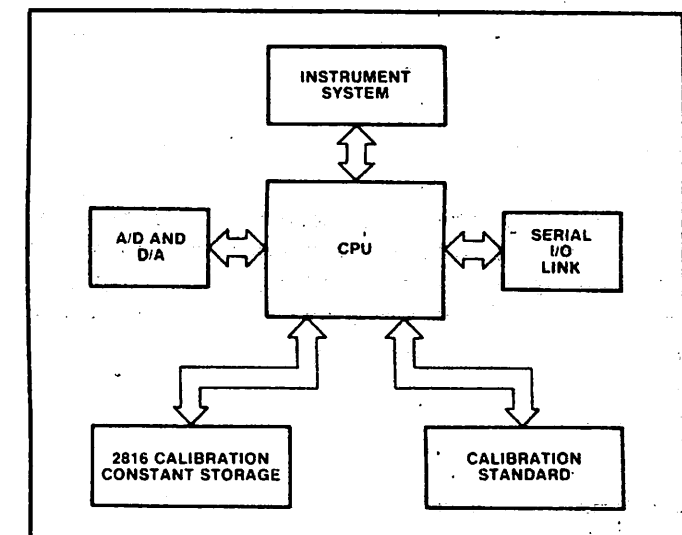 INSTRUMENT
SYSTEM
A/D AND
D/A
CPU
SERIAL
I/O
LINK
2816 CALIBRATION
CONSTANT STORAGE
CALIBRATION
STANDARD